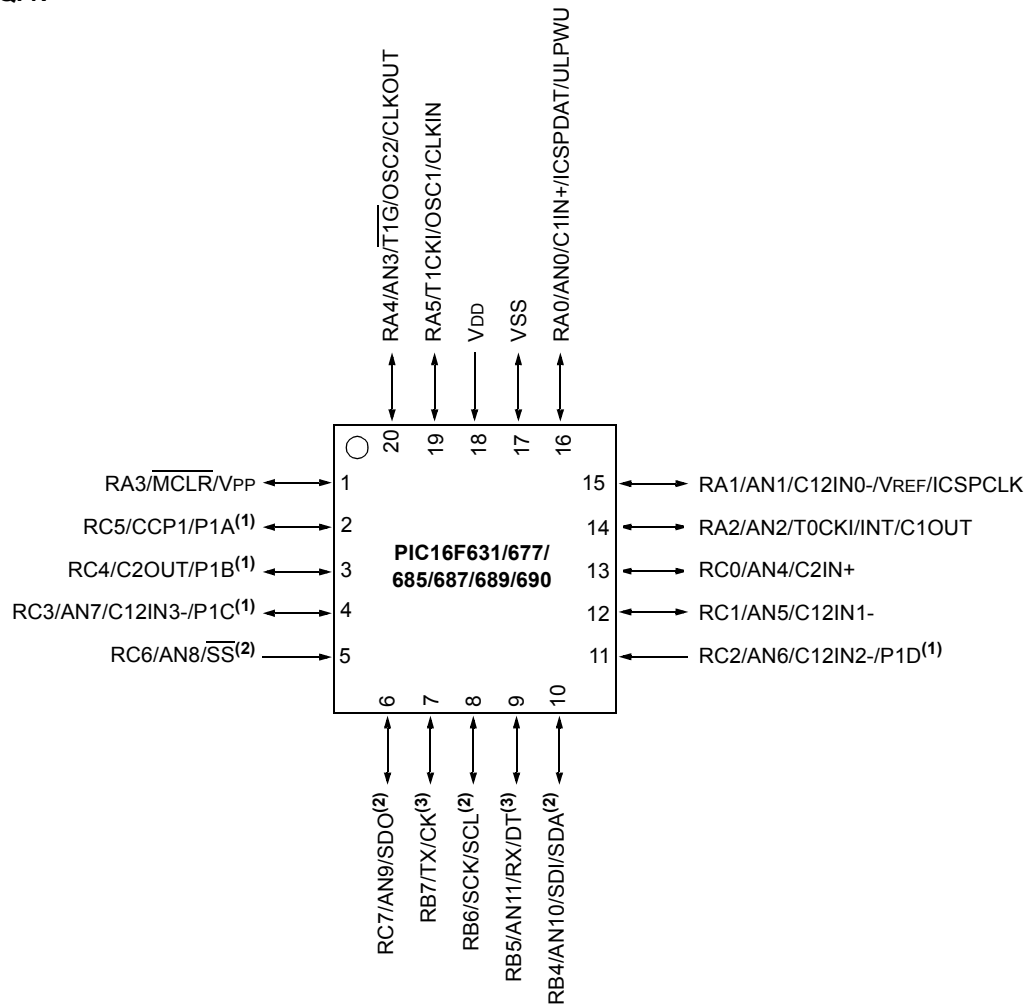 RA4/AN3/T1G/OSC2/CLKOUT
RA5/T1CKI/OSC1/CLKIN
VDD
VSS
RA0/AN0/C1IN+/ICSPDAT/ULPWU
20
19
18
17
16
RA3/MCLR/VPP
1
RC5/CCP1/P1A(1)
2
RC4/C2OUT/P1B(1)
3
RC3/AN7/C12IN3-/P1C(1)
4
RC6/AN8/SS(2)
5
PIC16F631/677/
685/687/689/690
15
RA1/AN1/C12IN0-/VREF/ICSPCLK
14
RA2/AN2/T0CKI/INT/C1OUT
13
RC0/AN4/C2IN+
12
RC1/AN5/C12IN1-
11
RC2/AN6/C12IN2-/P1D(1)
6
7
8
9
10
RC7/AN9/SDO(2)
RB7/TX/CK(3)
RB6/SCK/SCL(2)
RB5/AN11/RX/DT(3)
RB4/AN10/SDI/SDA(2)